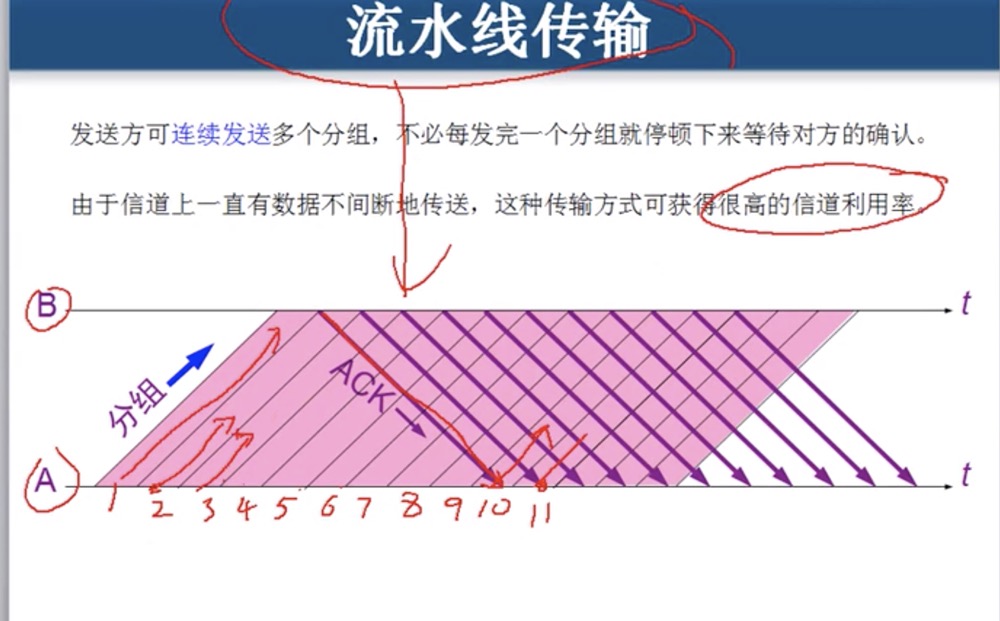 流水线传输
发送方可连续发送多个分组，不必每发完一个分组就停顿下来等待对方的确认。
由于信道上一直有数据不间断地传送，这种传输方式可获得很高的信道利用率。
B
t
分组
ACK
A
t
1 2 3 4 5 6 7 8 9 10 11